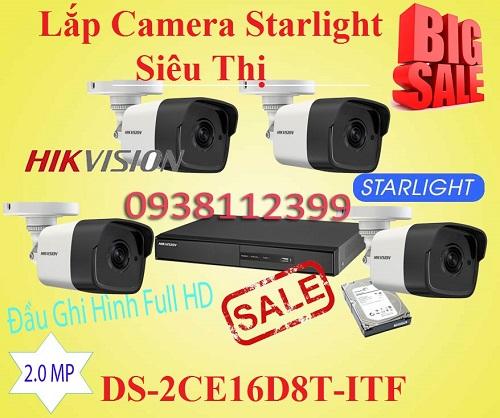 Lắp Camera Starlight
Siêu Thị
BIG
SALE
HIKVISION
STARLIGHT
0938112399
HIKVISION
Đầu Ghi Hình Full HD
SALE
2.0 MP
DS-2CE16D8T-ITF